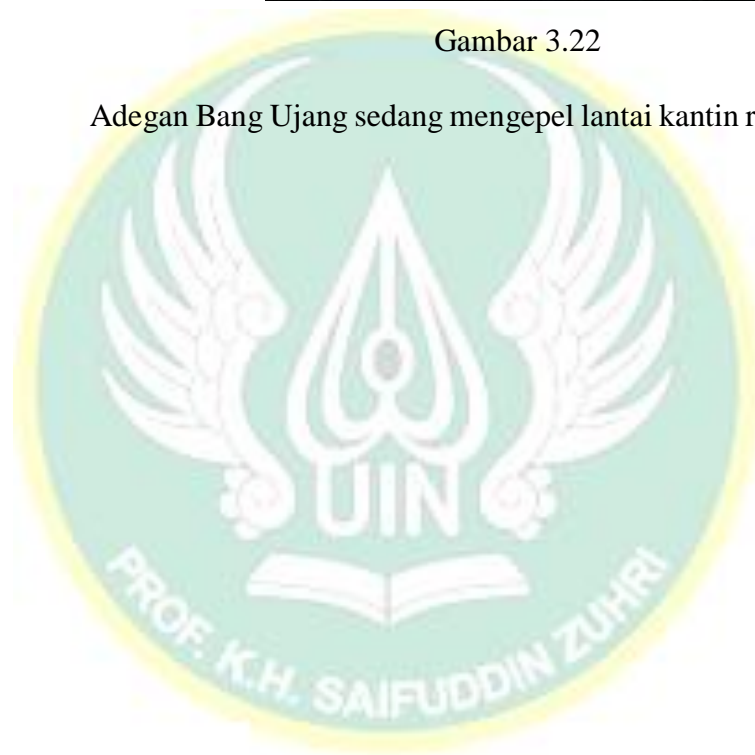 Gambar 3.22
Adegan Bang Ujang sedang mengepel lantai kantin
UIN
PROF. K.H. SAIFUDDIN ZUHRI